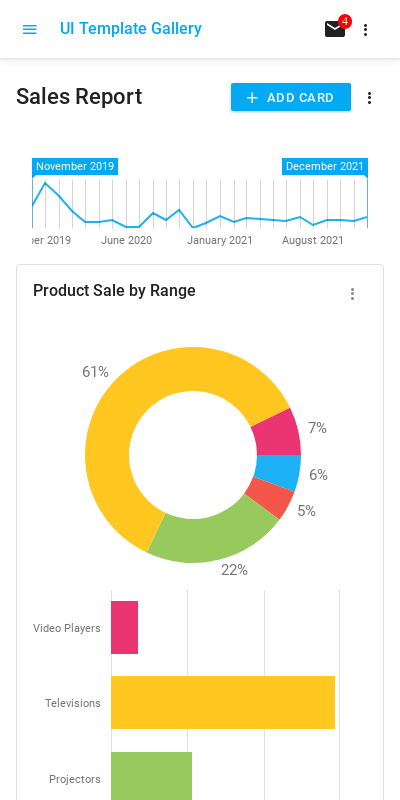 UI Template Gallery
4
Sales Report
ADD CARD
November 2019
December 2021
er 2019
June 2020
January 2021
August 2021
Product Sale by Range
61%
7%
6%
5%
22%
Video Players
Televisions
Projectors